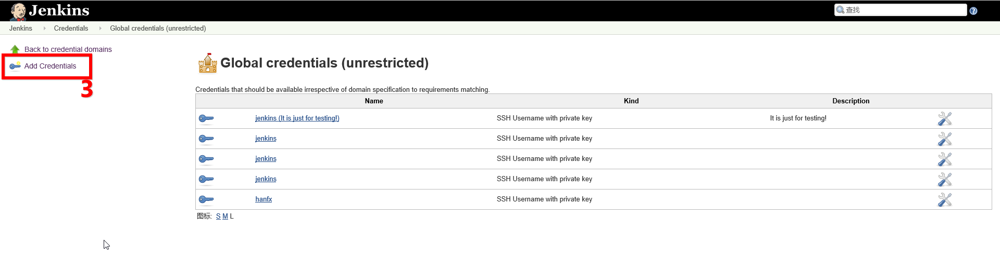 Jenkins
查找
Jenkins Credentials Global credentials (unrestricted)
Back to credential domains
Add Credentials
3
Global credentials (unrestricted)
Credentials that should be available irrespective of domain specification to requirements matching.
Name Kind Description
jenkins (It is just for testing!) SSH Username with private key It is just for testing!
jenkins SSH Username with private key
jenkins SSH Username with private key
jenkins SSH Username with private key
hanfx SSH Username with private key
图标: S M L